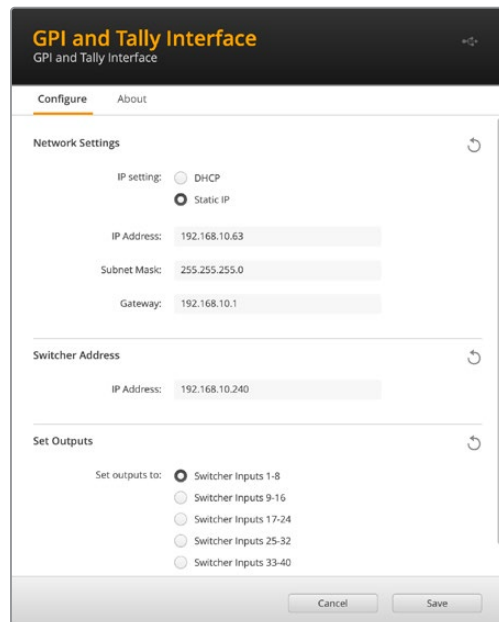 GPI and Tally Interface
GPI and Tally Interface
Configure About
Network Settings
IP setting: DHCP
Static IP
IP Address: 192.168.10.63
Subnet Mask: 255.255.255.0
Gateway: 192.168.10.1
Switcher Address
IP Address: 192.168.10.240
Set Outputs
Set outputs to: Switcher Inputs 1-8
Switcher Inputs 9-16
Switcher Inputs 17-24
Switcher Inputs 25-32
Switcher Inputs 33-40
Cancel Save